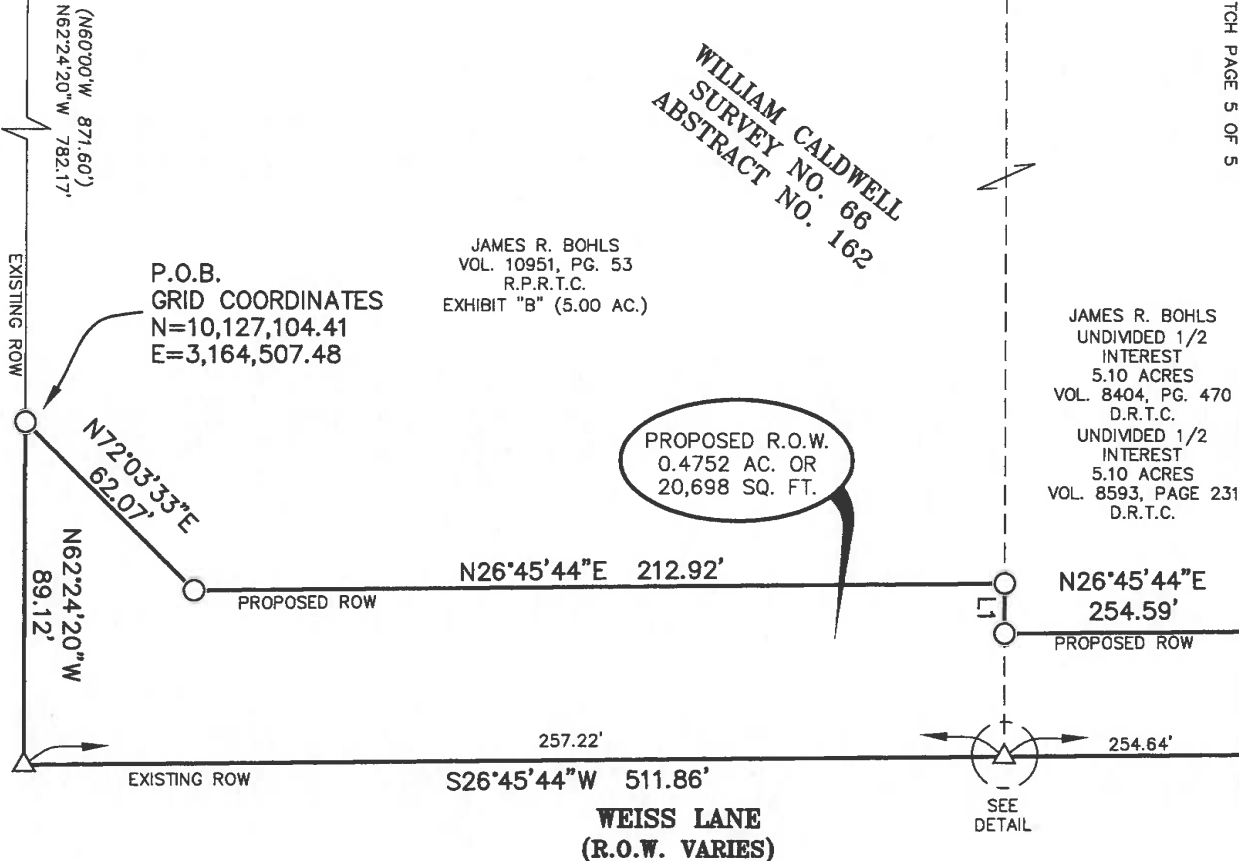 (N60°00'W 871.60')
N62°24'20"W 782.17'
TCH PAGE 5 OF 5
WILLIAM CALDWELL
SURVEY NO. 66
ABSTRACT NO. 162
EXISTING ROW
P.O.B.
GRID COORDINATES
N=10,127,104.41
E=3,164,507.48
JAMES R. BOHLS
VOL. 10951, PG. 53
R.P.R.T.C.
EXHIBIT "B" (5.00 AC.)
JAMES R. BOHLS
UNDIVIDED 1/2
INTEREST
5.10 ACRES
VOL. 8404, PG. 470
D.R.T.C.
UNDIVIDED 1/2
INTEREST
5.10 ACRES
VOL. 8593, PAGE 231
D.R.T.C.
N72°03'33"E
62.07'
PROPOSED R.O.W.
0.4752 AC. OR
20,698 SQ. FT.
N62°24'20"W
89.12'
N26°45'44"E 212.92'
PROPOSED ROW
L1
N26°45'44"E
254.59'
PROPOSED ROW
257.22'
254.64'
EXISTING ROW
S26°45'44"W 511.86'
SEE
DETAIL
WEISS LANE
(R.O.W. VARIES)